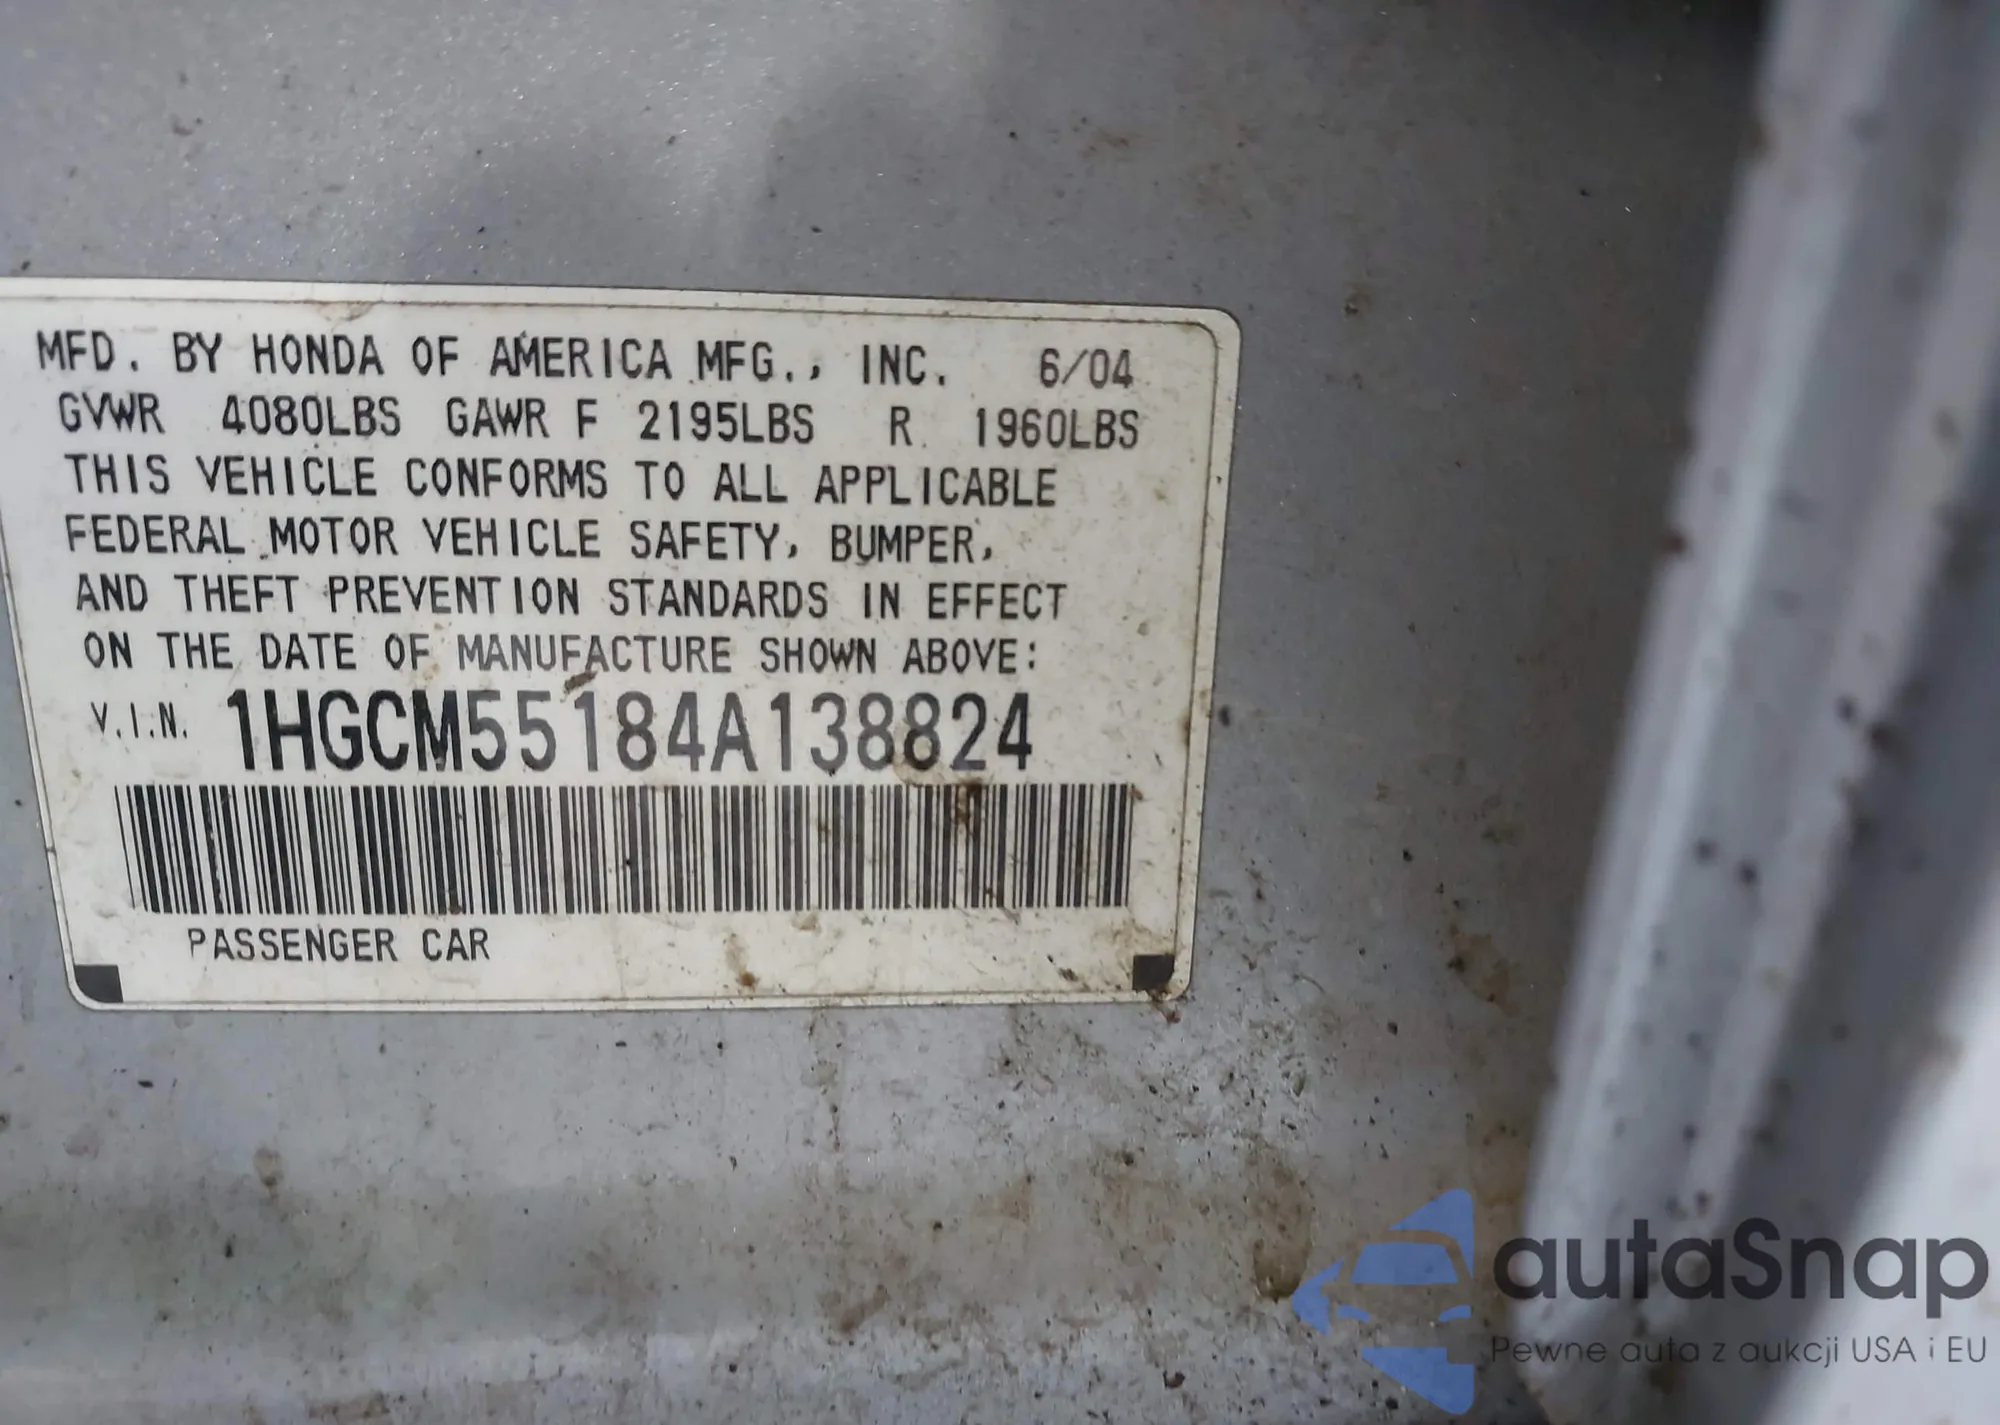 MFD. BY HONDA OF AMERICA MFG., INC. 6/04
GVWR 4080LBS GAWR F 2195LBS R 1960LBS
THIS VEHICLE CONFORMS TO ALL APPLICABLE
FEDERAL MOTOR VEHICLE SAFETY, BUMPER,
AND THEFT PREVENTION STANDARDS IN EFFECT
ON THE DATE OF MANUFACTURE SHOWN ABOVE:
V.I.N. 1HGCM55184A138824
PASSENGER CAR
autaSnap
Pewne auta z aukcji USA i EU